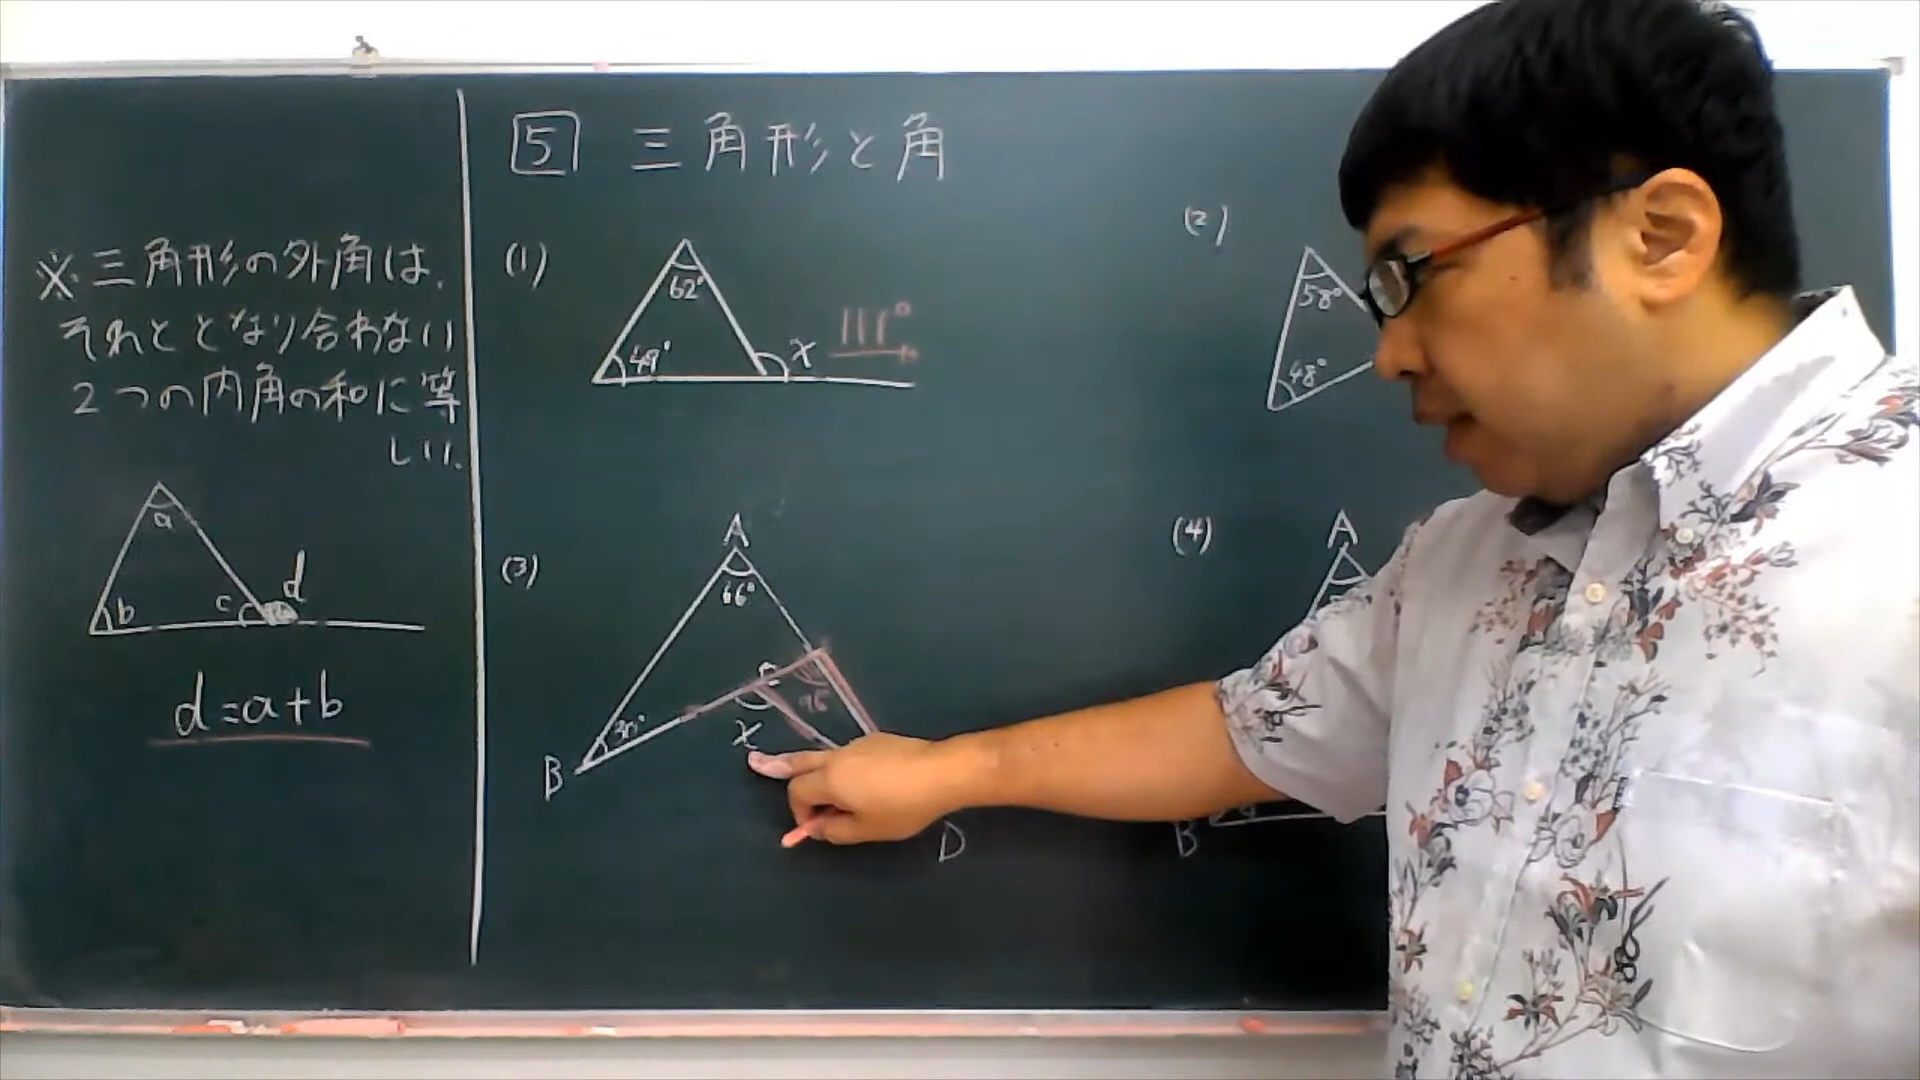 5 三角形と角
※三角形の外角は、
それととなり合わない
2つの内角の和に等
しい.
a
b c d
d=a+b
(1)
62°
49° x 111°
(2)
58°
48°
(3)
A
66°
96
30°
x
B
D
(4)
A
B